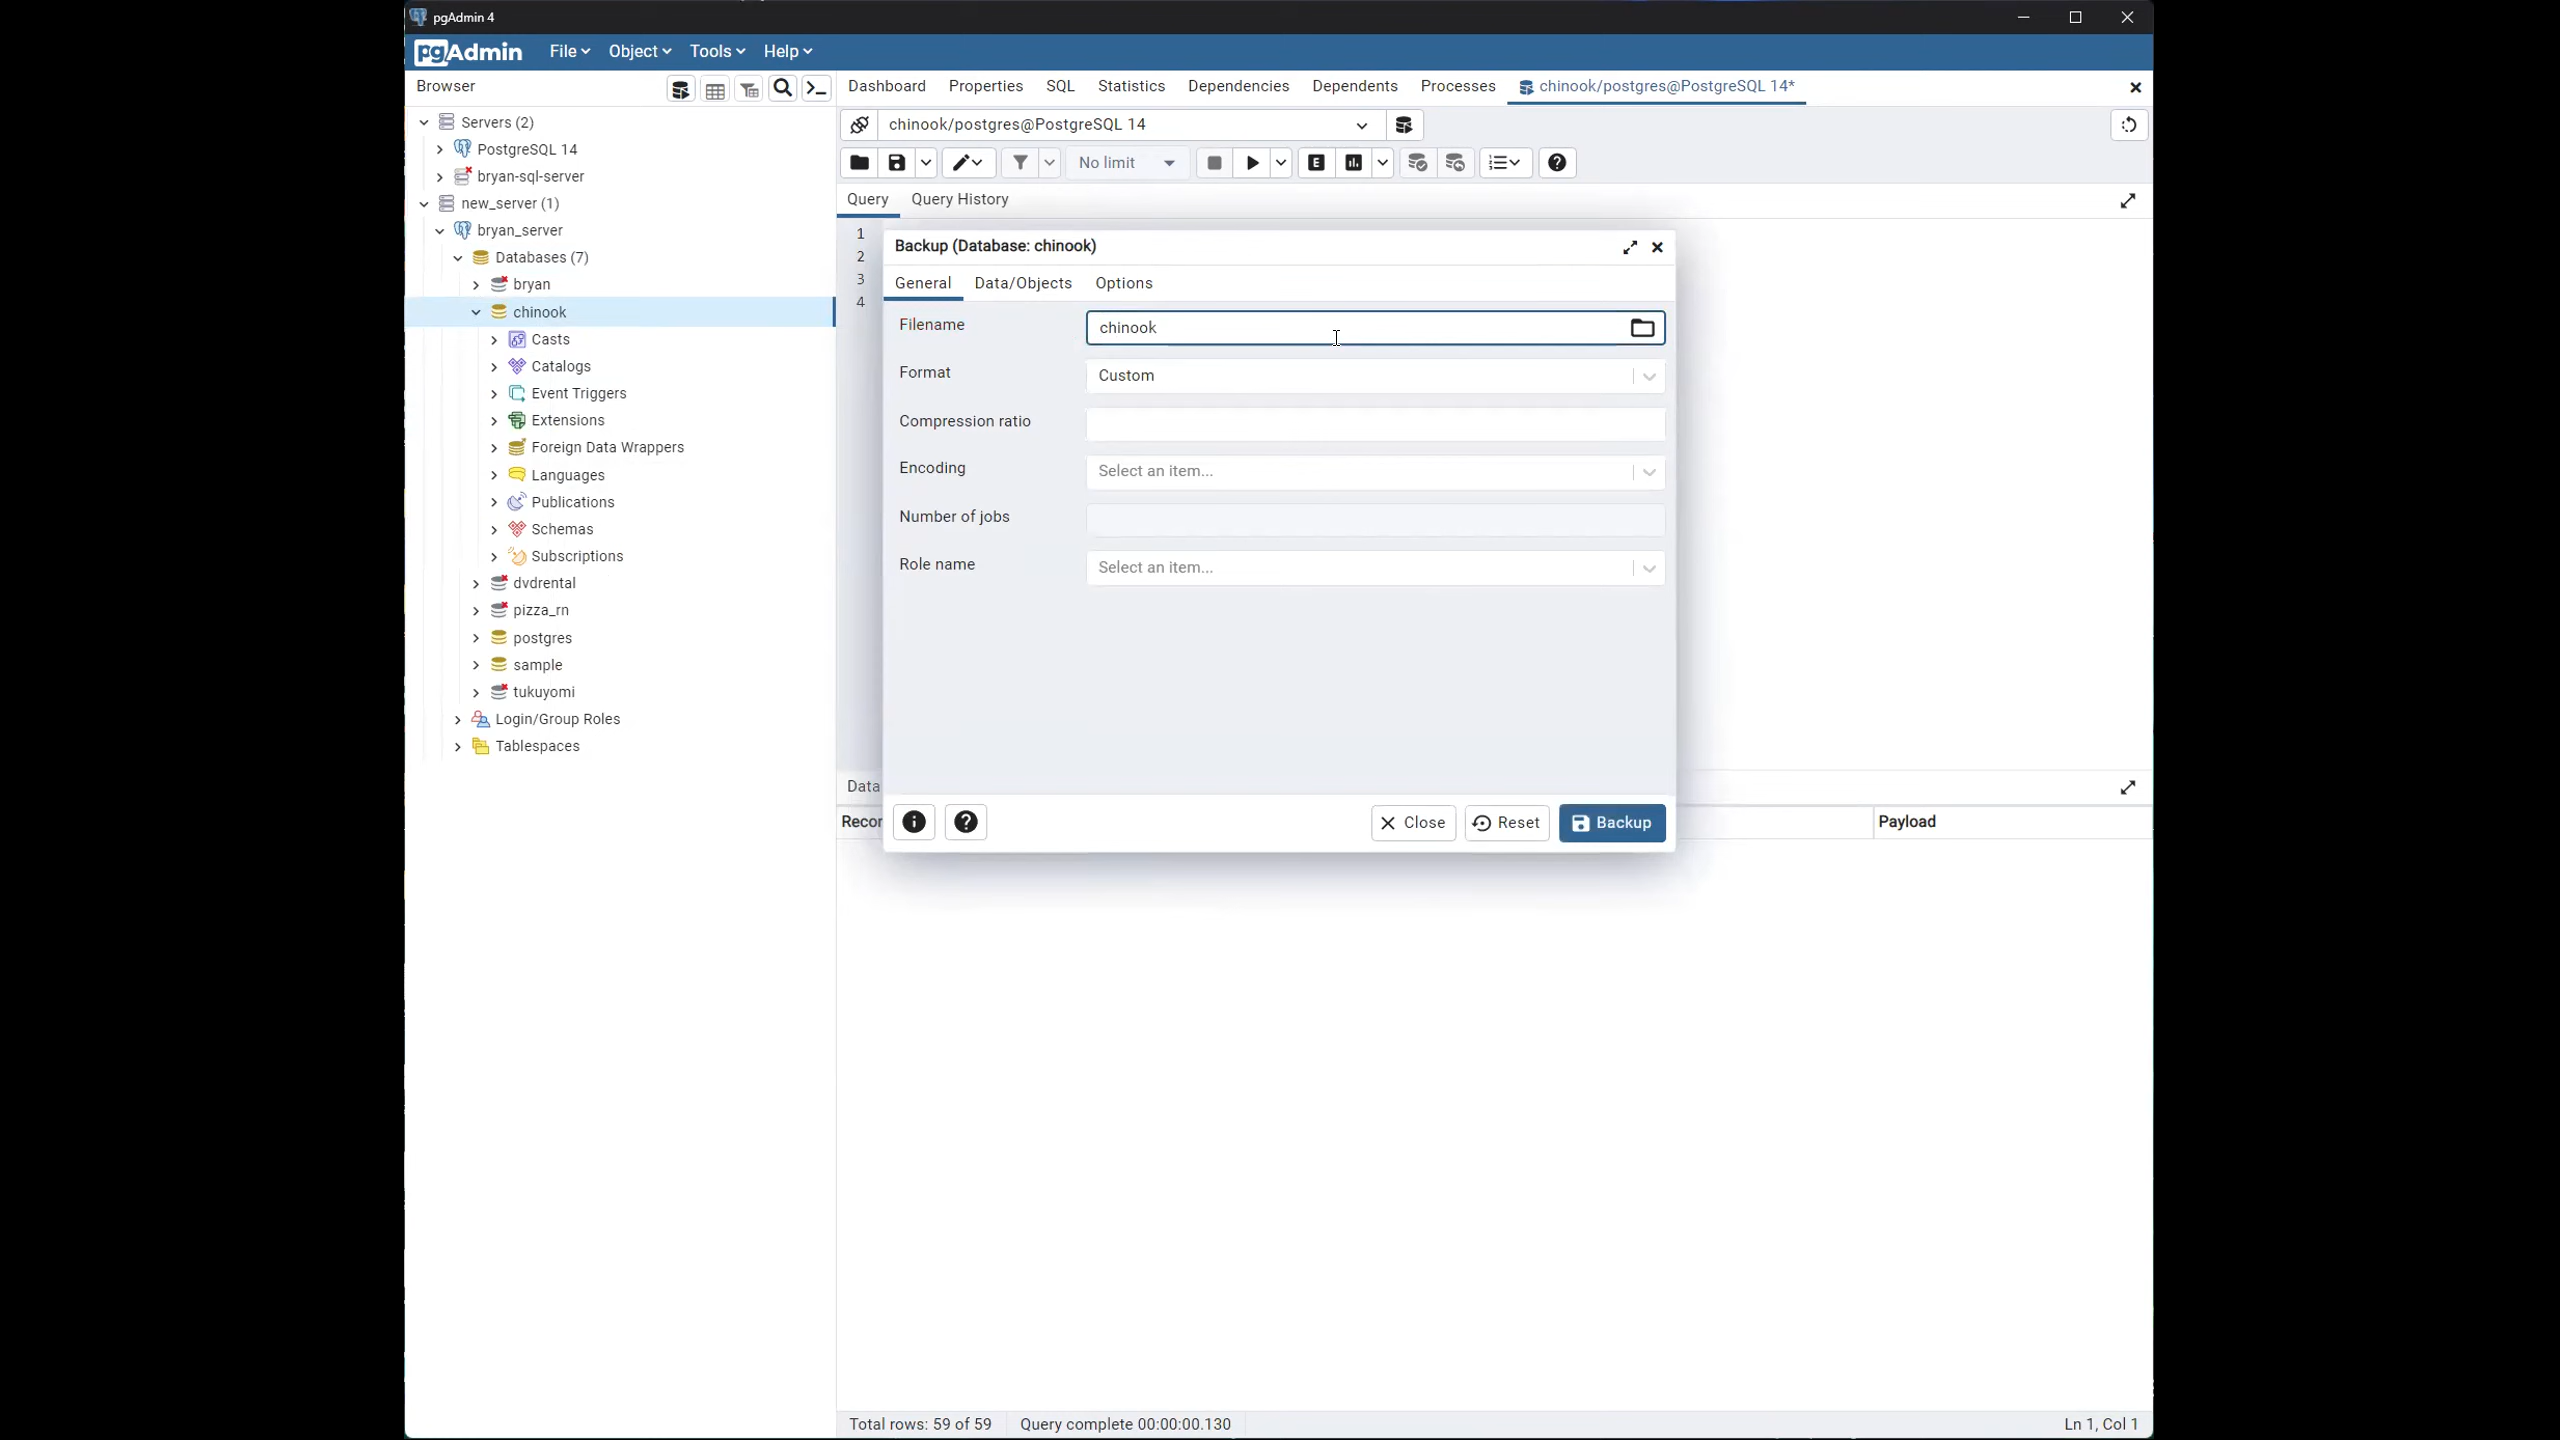 pgAdmin 4
pgAdmin File Object Tools Help
Browser
Dashboard Properties SQL Statistics Dependencies Dependents Processes chinook/postgres@PostgreSQL 14*
Servers (2)
PostgreSQL 14
bryan-sql-server
new_server (1)
bryan_server
Databases (7)
bryan
chinook
Casts
Catalogs
Event Triggers
Extensions
Foreign Data Wrappers
Languages
Publications
Schemas
Subscriptions
dvdrental
pizza_rn
postgres
sample
tukuyomi
Login/Group Roles
Tablespaces
chinook/postgres@PostgreSQL 14
No limit
E
Query Query History
1
2
3
4
Backup (Database: chinook)
General Data/Objects Options
Filename chinook
Format Custom
Compression ratio
Encoding Select an item...
Number of jobs
Role name Select an item...
Close Reset Backup
Data
Recor
Payload
Total rows: 59 of 59 Query complete 00:00:00.130 Ln 1, Col 1